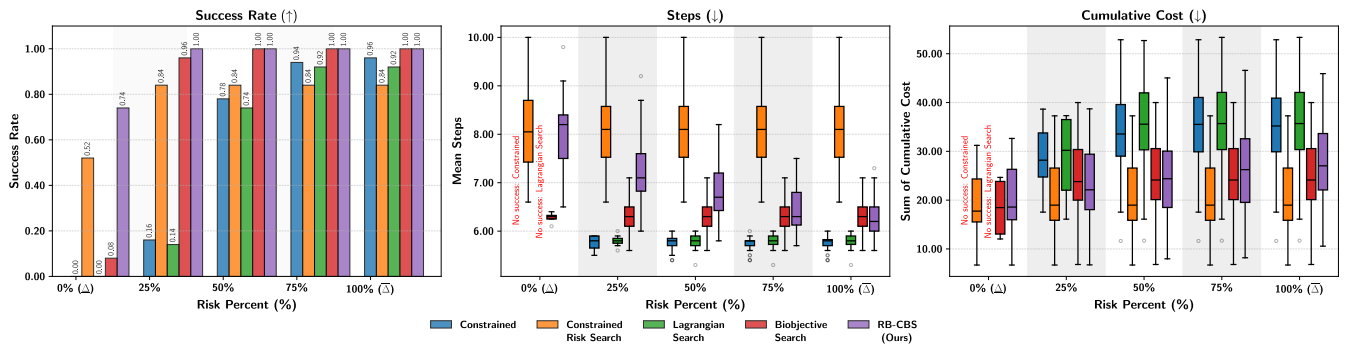 Success Rate (↑)
Success Rate
1.00
0.80
0.60
0.40
0.20
0.00
0.00
0.52
0.00
0.08
0.74
0.16
0.84
0.14
0.96
1.00
0.78
0.84
0.74
1.00
1.00
0.94
0.84
0.92
1.00
1.00
0.96
0.84
0.92
1.00
1.00
0% (Δ)
25%
50%
75%
100% (Δ̅)
Risk Percent (%)
Steps (↓)
Mean Steps
10.00
9.00
8.00
7.00
6.00
No success: Constrained
No success: Lagrangian Search
0% (Δ)
25%
50%
75%
100% (Δ̅)
Risk Percent (%)
Cumulative Cost (↓)
Sum of Cumulative Cost
50.00
40.00
30.00
20.00
10.00
No success: Constrained
No success: Lagrangian Search
0% (Δ)
25%
50%
75%
100% (Δ̅)
Risk Percent (%)
Constrained
Constrained
Risk Search
Lagrangian
Search
Biobjective
Search
RB-CBS
(Ours)